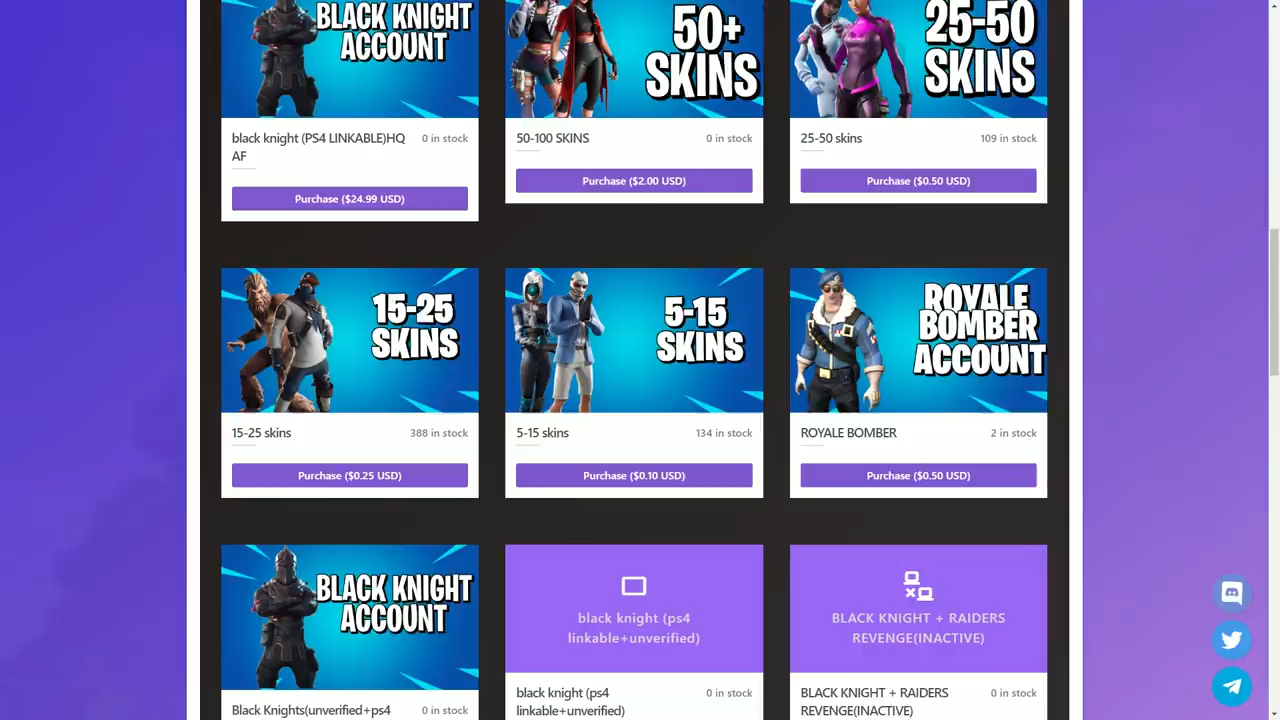 BLACK KNIGHT
ACCOUNT
50+
SKINS
25-50
SKINS
black knight (PS4 LINKABLE)HQ
AF
0 in stock
Purchase ($24.99 USD)
50-100 SKINS
0 in stock
Purchase ($2.00 USD)
25-50 skins
109 in stock
Purchase ($0.50 USD)
15-25
SKINS
5-15
SKINS
ROYALE
BOMBER
ACCOUNT
15-25 skins
388 in stock
Purchase ($0.25 USD)
5-15 skins
134 in stock
Purchase ($0.10 USD)
ROYALE BOMBER
2 in stock
Purchase ($0.50 USD)
BLACK KNIGHT
ACCOUNT
black knight (ps4
linkable+unverified)
BLACK KNIGHT + RAIDERS
REVENGE(INACTIVE)
Black Knights(unverified+ps4
0 in stock
black knight (ps4
linkable+unverified)
0 in stock
BLACK KNIGHT + RAIDERS
REVENGE(INACTIVE)
0 in stock